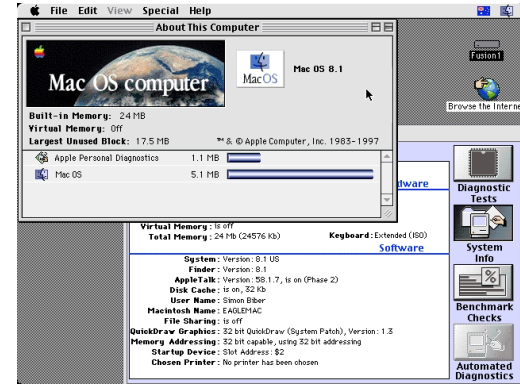 File Edit View Special Help
About This Computer
Mac OS computer
MacOS
Mac OS 8.1
Built-in Memory: 24 MB
Virtual Memory: Off
Largest Unused Block: 17.5 MB
™ & © Apple Computer, Inc. 1983-1997
Apple Personal Diagnostics 1.1 MB
Mac OS 5.1 MB
Fusion1
Browse the Interne
dware
Virtual Memory: is off
Total Memory: 24 Mb (24576 Kb)
Keyboard: Extended (ISO)
Software
System: Version: 8.1 US
Finder: Version: 8.1
AppleTalk: Version: 58.1.7, is on (Phase 2)
Disk Cache: is on, 32 Kb
User Name: Simon Biber
Macintosh Name: EAGLEMAC
File Sharing: is off
QuickDraw Graphics: 32 bit QuickDraw (System Patch), Version: 1.3
Memory Addressing: 32 bit capable, using 32 bit addressing
Startup Device: Slot Address: $2
Chosen Printer: No printer has been chosen
Diagnostic
Tests
System
Info
Benchmark
Checks
Automated
Diagnostics